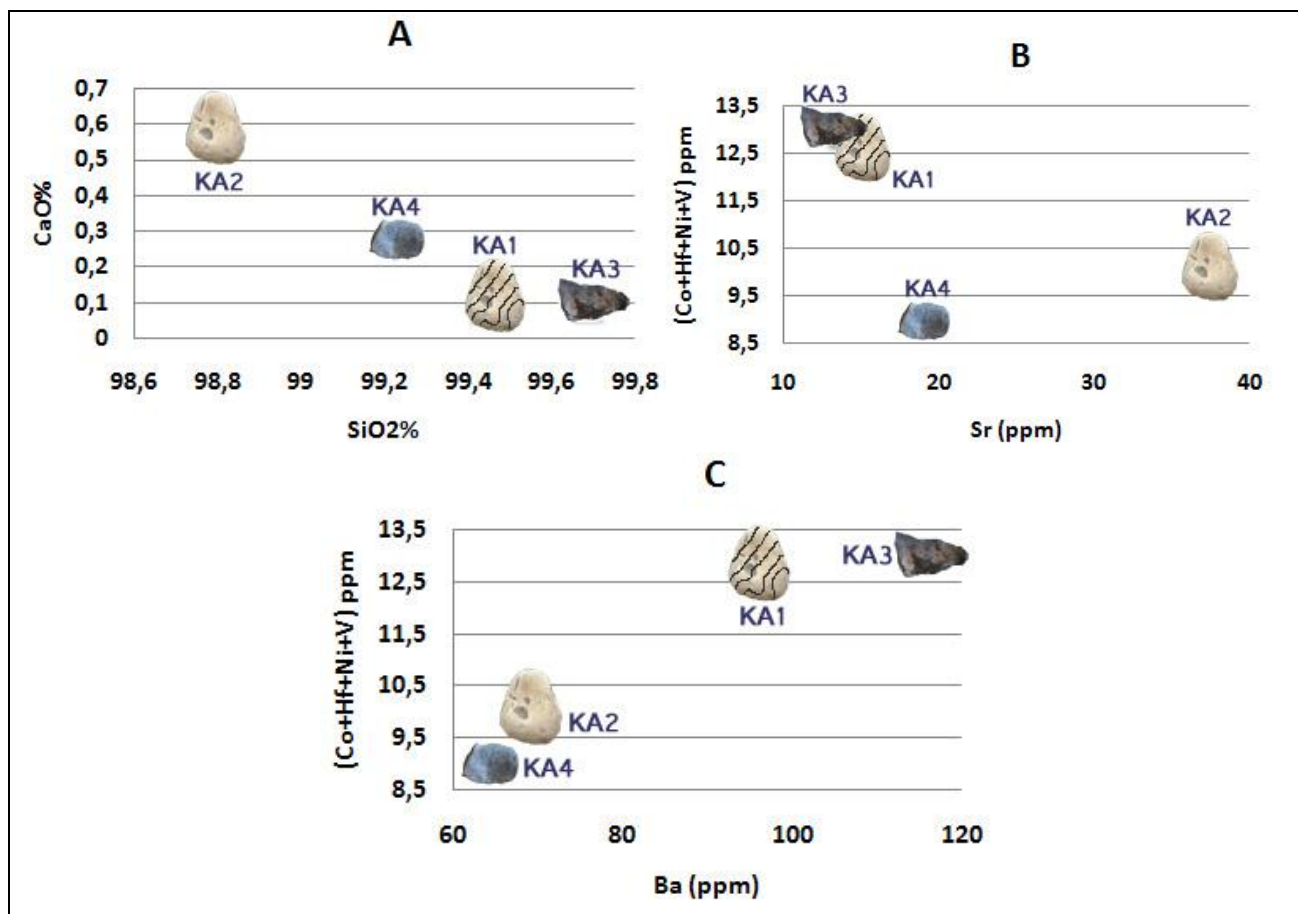 A
0,7
0,6
0,5
0,4
0,3
0,2
0,1
0
CaO%
KA2
KA4
KA1
KA3
98,6 98,8 99 99,2 99,4 99,6 99,8
SiO2%
B
13,5
12,5
11,5
10,5
9,5
8,5
(Co+Hf+Ni+V) ppm
KA3
KA1
KA2
KA4
10 20 30 40
Sr (ppm)
C
13,5
12,5
11,5
10,5
9,5
8,5
(Co+Hf+Ni+V) ppm
KA3
KA1
KA2
KA4
60 80 100 120
Ba (ppm)